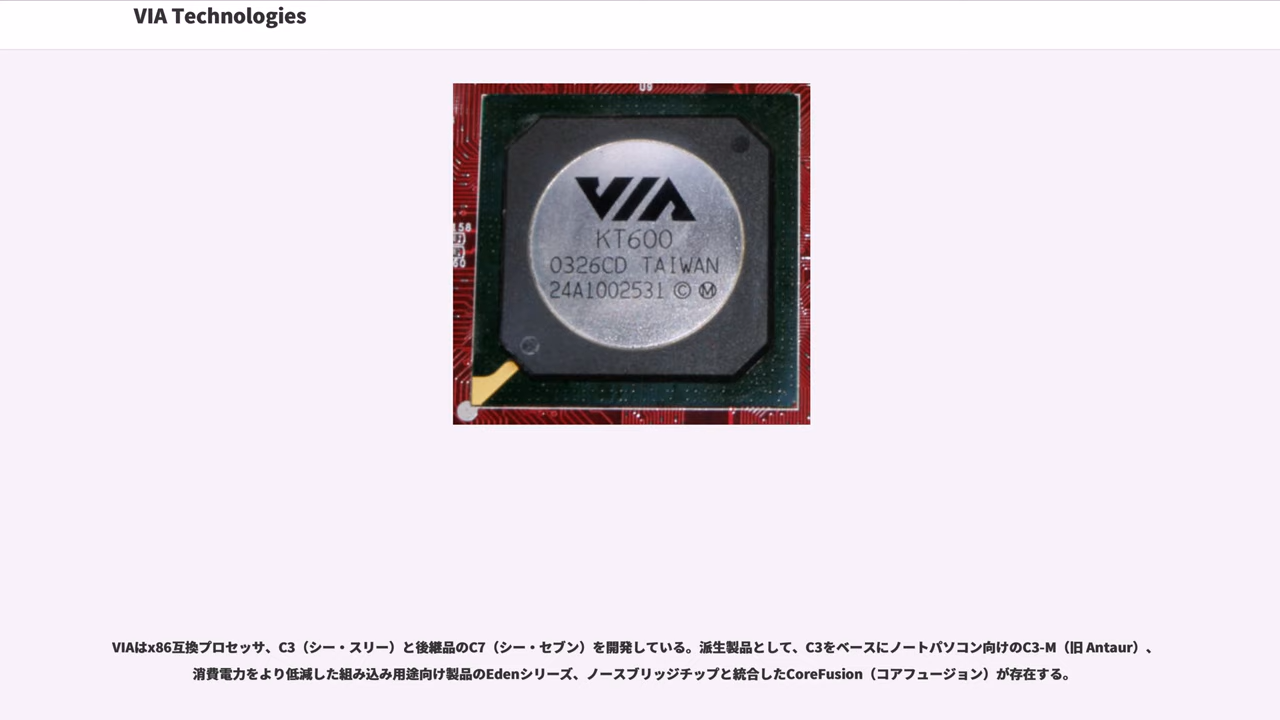 VIA Technologies
U9
VIA
KT600
0326CD TAIWAN
24A1002531 © Ⓜ
VIAはx86互換プロセッサ、C3（シー・スリー）と後継品のC7（シー・セブン）を開発している。派生製品として、C3をベースにノートパソコン向けのC3-M（旧 Antaur）、
消費電力をより低減した組み込み用途向け製品のEdenシリーズ、ノースブリッジチップと統合したCoreFusion（コアフュージョン）が存在する。